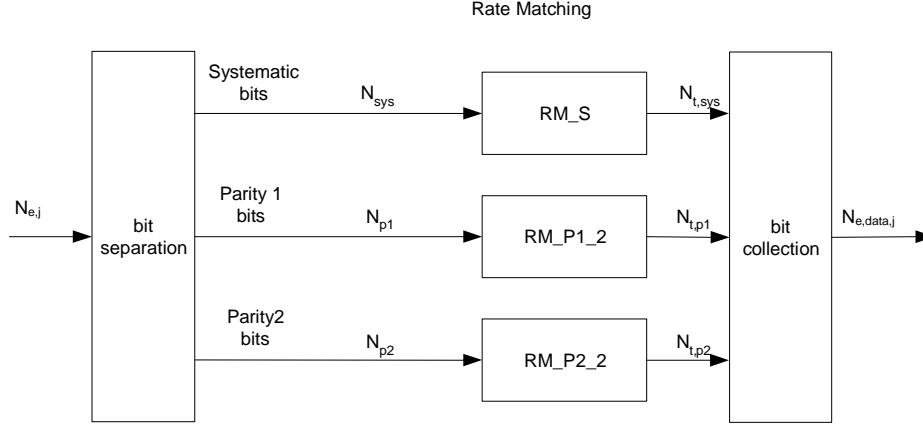 Rate Matching
Systematic
bits
N_sys
RM_S
N_t,sys
N_e,j
bit
separation
Parity 1
bits
N_p1
RM_P1_2
N_t,p1
bit
collection
N_e,data,j
Parity2
bits
N_p2
RM_P2_2
N_t,p2